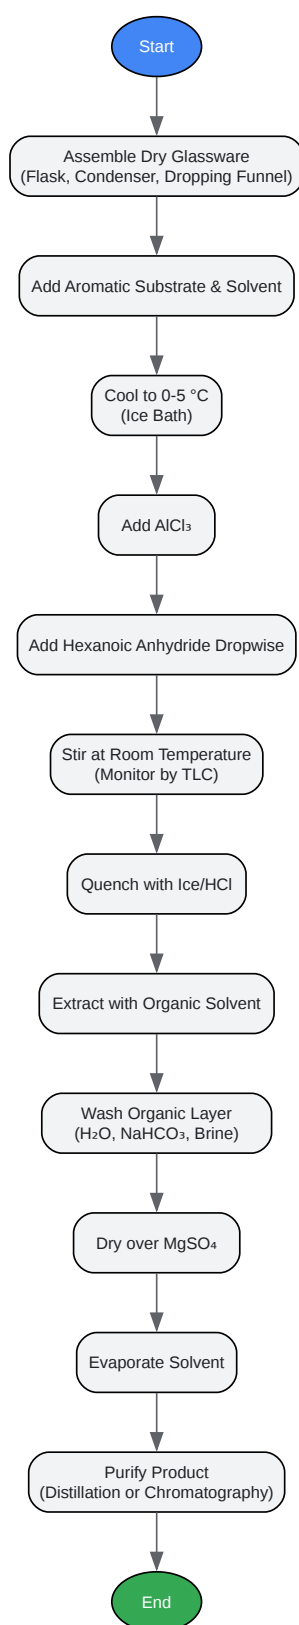 Start
Assemble Dry Glassware
(Flask, Condenser, Dropping Funnel)
Add Aromatic Substrate & Solvent
Cool to 0-5 °C
(Ice Bath)
Add AlCl₃
Add Hexanoic Anhydride Dropwise
Stir at Room Temperature
(Monitor by TLC)
Quench with Ice/HCl
Extract with Organic Solvent
Wash Organic Layer
(H₂O, NaHCO₃, Brine)
Dry over MgSO₄
Evaporate Solvent
Purify Product
(Distillation or Chromatography)
End